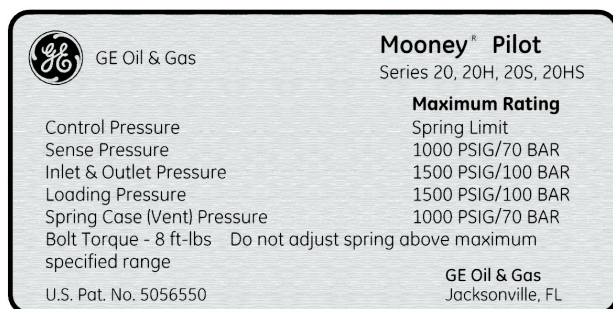 GE GE Oil & Gas
Mooney® Pilot
Series 20, 20H, 20S, 20HS
Maximum Rating
Control Pressure Spring Limit
Sense Pressure 1000 PSIG/70 BAR
Inlet & Outlet Pressure 1500 PSIG/100 BAR
Loading Pressure 1500 PSIG/100 BAR
Spring Case (Vent) Pressure 1000 PSIG/70 BAR
Bolt Torque - 8 ft-lbs Do not adjust spring above maximum
specified range
GE Oil & Gas
U.S. Pat. No. 5056550 Jacksonville, FL